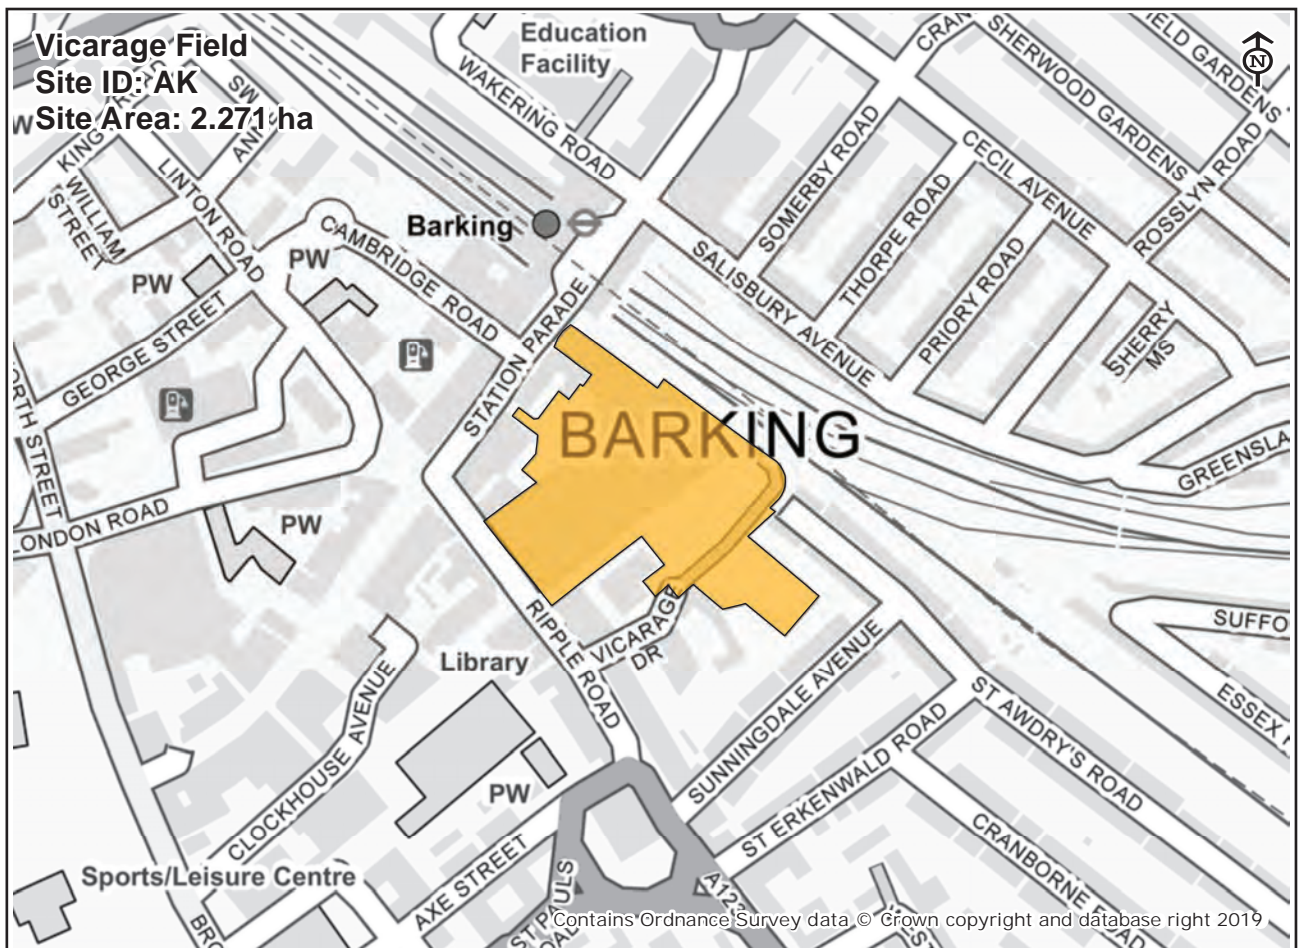 Vicarage Field
Site ID: AK
Site Area: 2.271 ha
N
Education
Facility
WAKERING ROAD
SHERWOOD GARDENS
CECIL AVENUE
ROSSLYN ROAD
SOMERBY ROAD
THORPE ROAD
PRIORY ROAD
SHERRY
MS
SALISBURY AVENUE
LINTON ROAD
WILLIAM
STREET
Barking
CAMBRIDGE ROAD
PW
PW
GEORGE STREET
STATION PARADE
BARKING
LONDON ROAD
PW
RIPPLE ROAD
VICARAGE
DR
Library
CLOCKHOUSE AVENUE
SUNNINGDALE AVENUE
ST AWDRY'S ROAD
ST ERKENWALD ROAD
CRANBORNE ROAD
PW
Sports/Leisure Centre
AXE STREET
ST PAULS
Contains Ordnance Survey data © Crown copyright and database right 2019